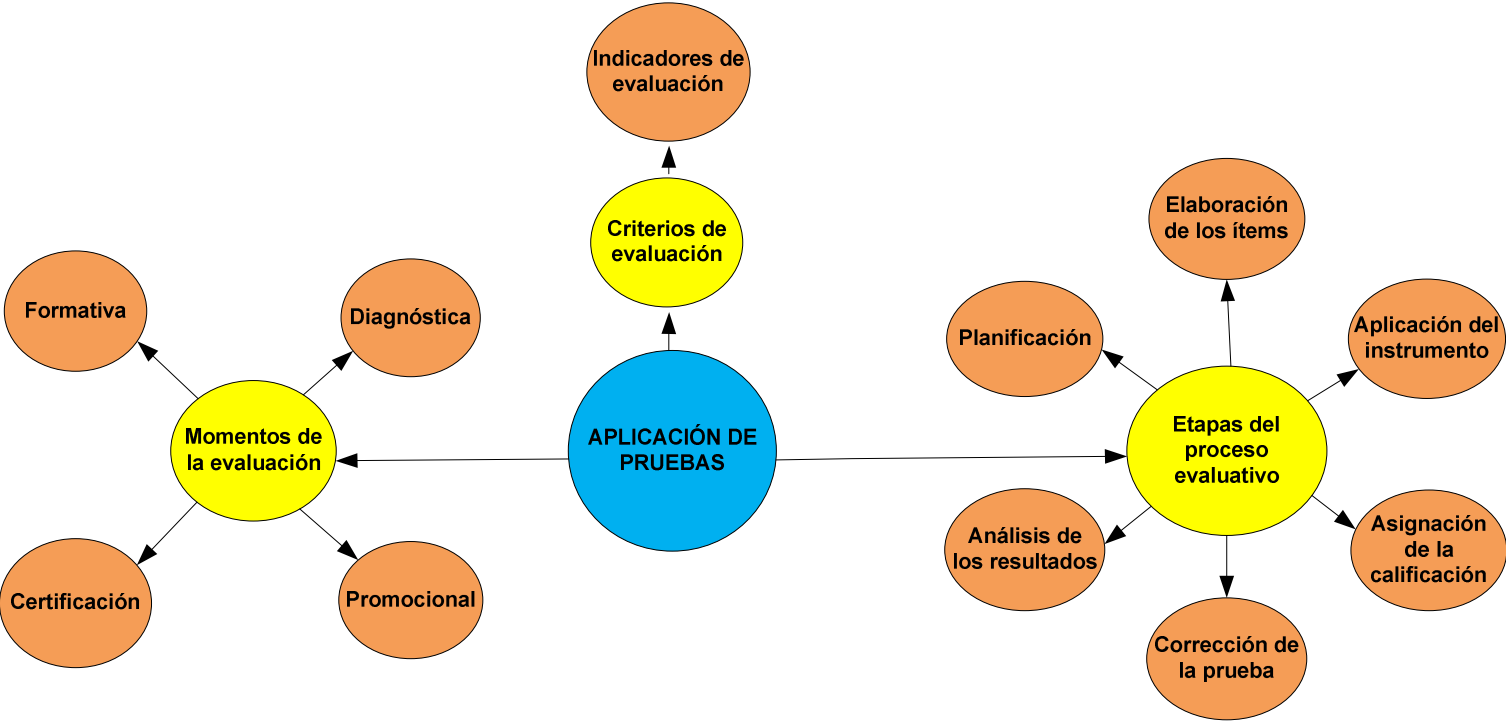 Indicadores de
evaluación
Criterios de
evaluación
APLICACIÓN DE
PRUEBAS
Momentos de
la evaluación
Formativa
Diagnóstica
Certificación
Promocional
Etapas del
proceso
evaluativo
Planificación
Elaboración
de los ítems
Aplicación del
instrumento
Asignación
de la
calificación
Corrección de
la prueba
Análisis de
los resultados